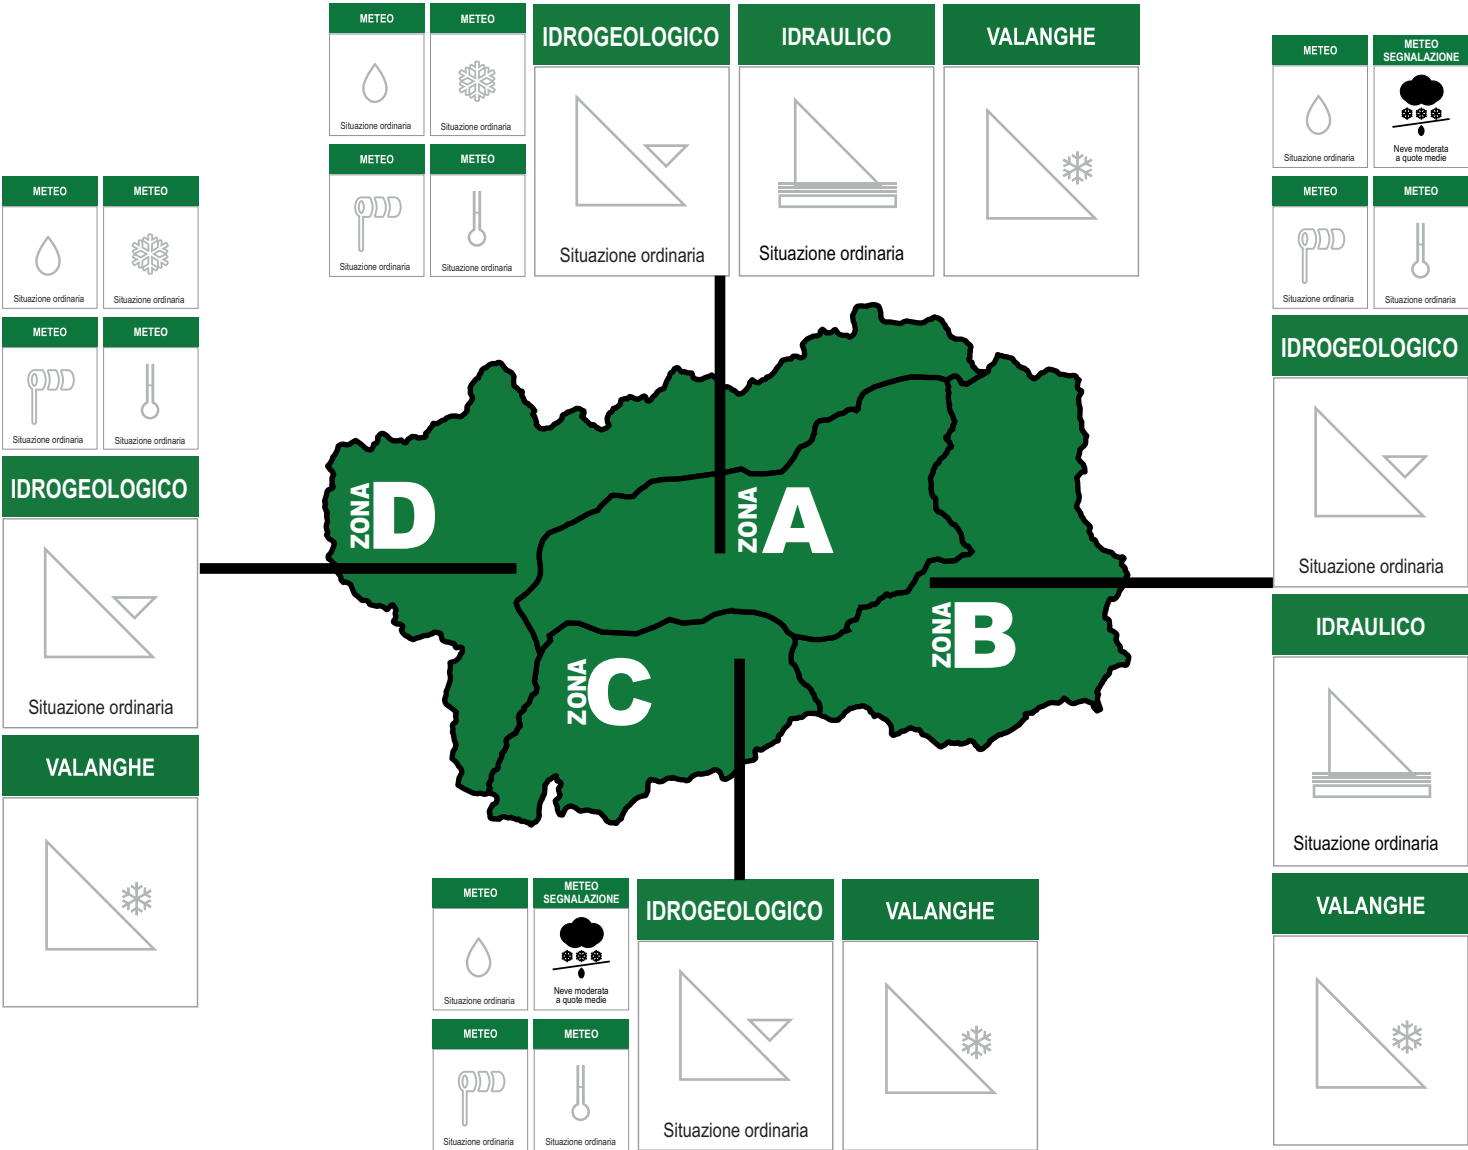 METEO
METEO
Situazione ordinaria
Situazione ordinaria
METEO
METEO
Situazione ordinaria
Situazione ordinaria
IDROGEOLOGICO
Situazione ordinaria
IDRAULICO
Situazione ordinaria
VALANGHE
METEO
METEO
SEGNALAZIONE
Situazione ordinaria
Neve moderata
a quote medie
METEO
METEO
Situazione ordinaria
Situazione ordinaria
IDROGEOLOGICO
Situazione ordinaria
IDRAULICO
Situazione ordinaria
VALANGHE
METEO
METEO
Situazione ordinaria
Situazione ordinaria
METEO
METEO
Situazione ordinaria
Situazione ordinaria
IDROGEOLOGICO
Situazione ordinaria
VALANGHE
ZONA D
ZONA A
ZONA B
ZONA C
METEO
METEO
SEGNALAZIONE
Situazione ordinaria
Neve moderata
a quote medie
METEO
METEO
Situazione ordinaria
Situazione ordinaria
IDROGEOLOGICO
Situazione ordinaria
VALANGHE